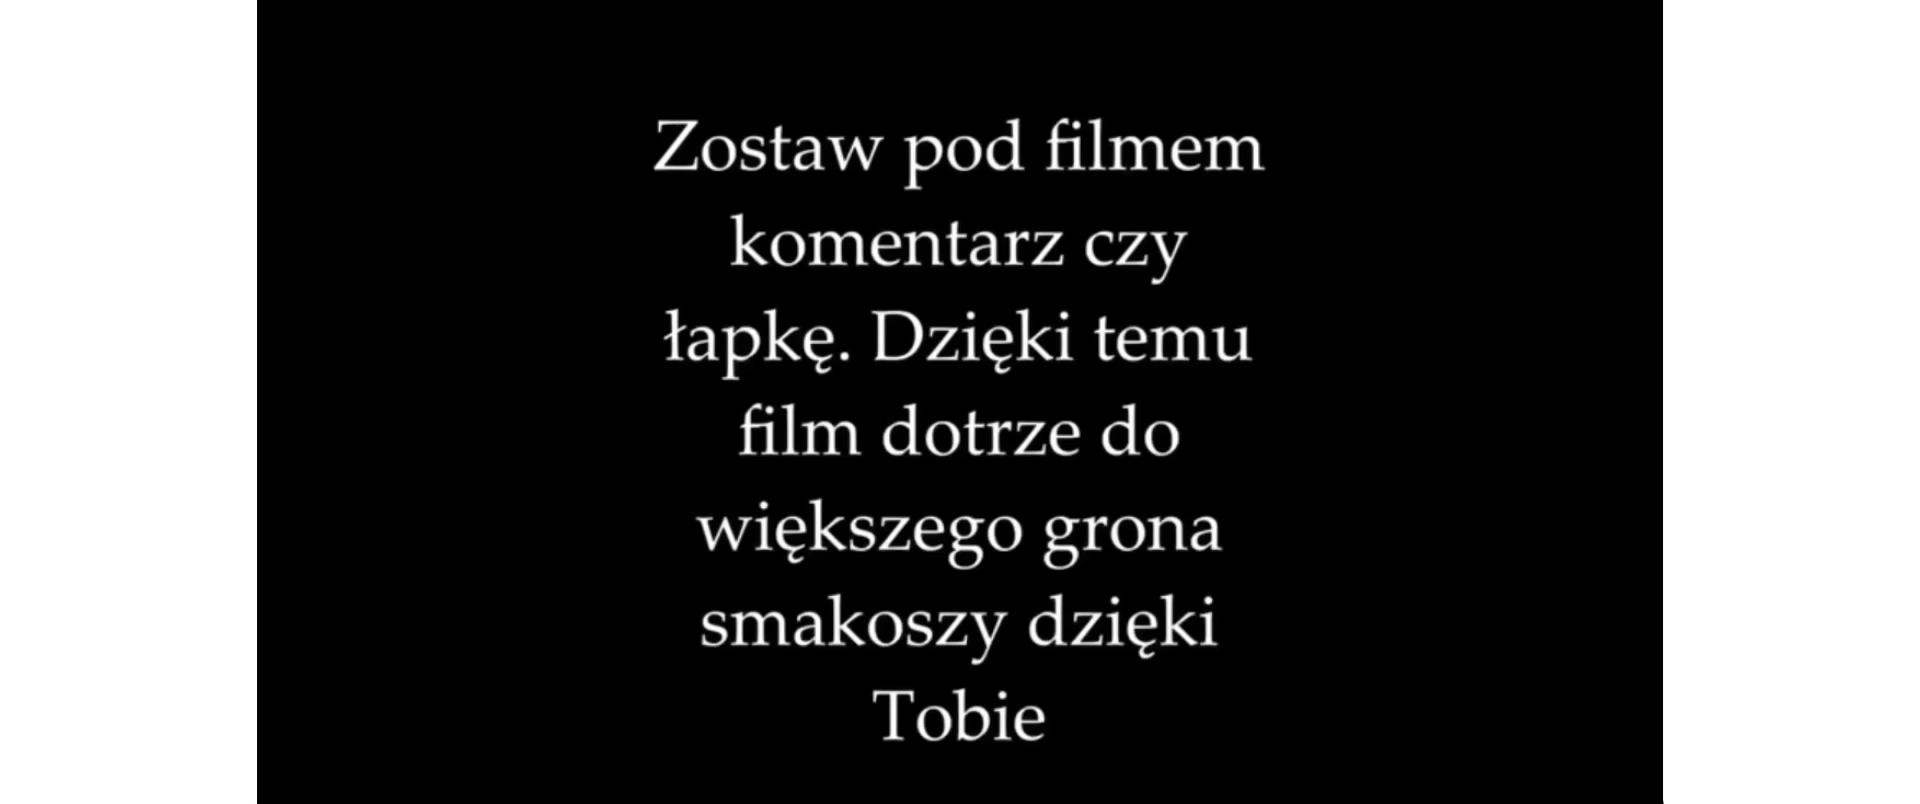 Zostaw pod filmem
komentarz czy
łapkę. Dzięki temu
film dotrze do
większego grona
smakoszy dzięki
Tobie